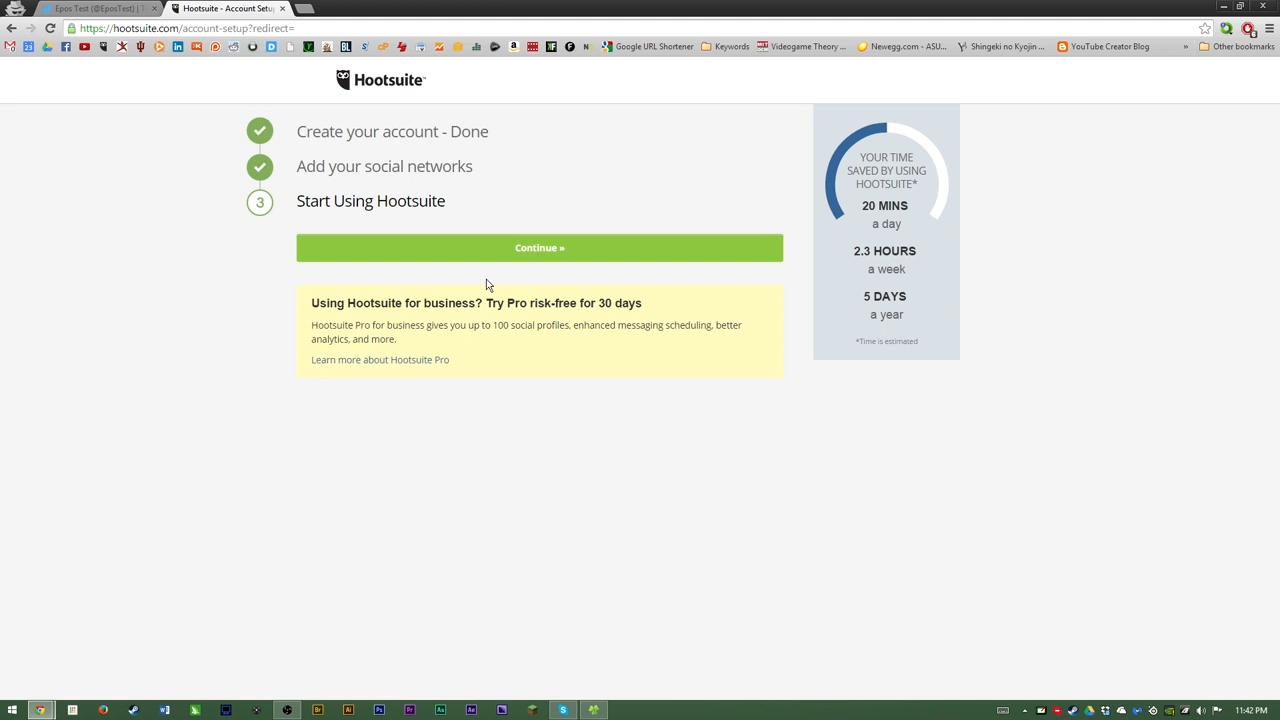 Epos Test (@EposTest) | T
Hootsuite - Account Setu
https://hootsuite.com/account-setup?redirect=
Google URL Shortener
Keywords
Videogame Theory ...
Newegg.com - ASU...
Shingeki no Kyojin ...
YouTube Creator Blog
»
Other bookmarks
Hootsuite™
Create your account - Done
Add your social networks
3
Start Using Hootsuite
Continue »
Using Hootsuite for business? Try Pro risk-free for 30 days
Hootsuite Pro for business gives you up to 100 social profiles, enhanced messaging scheduling, better
analytics, and more.
Learn more about Hootsuite Pro
YOUR TIME
SAVED BY USING
HOOTSUITE*
20 MINS
a day
2.3 HOURS
a week
5 DAYS
a year
*Time is estimated
11:42 PM